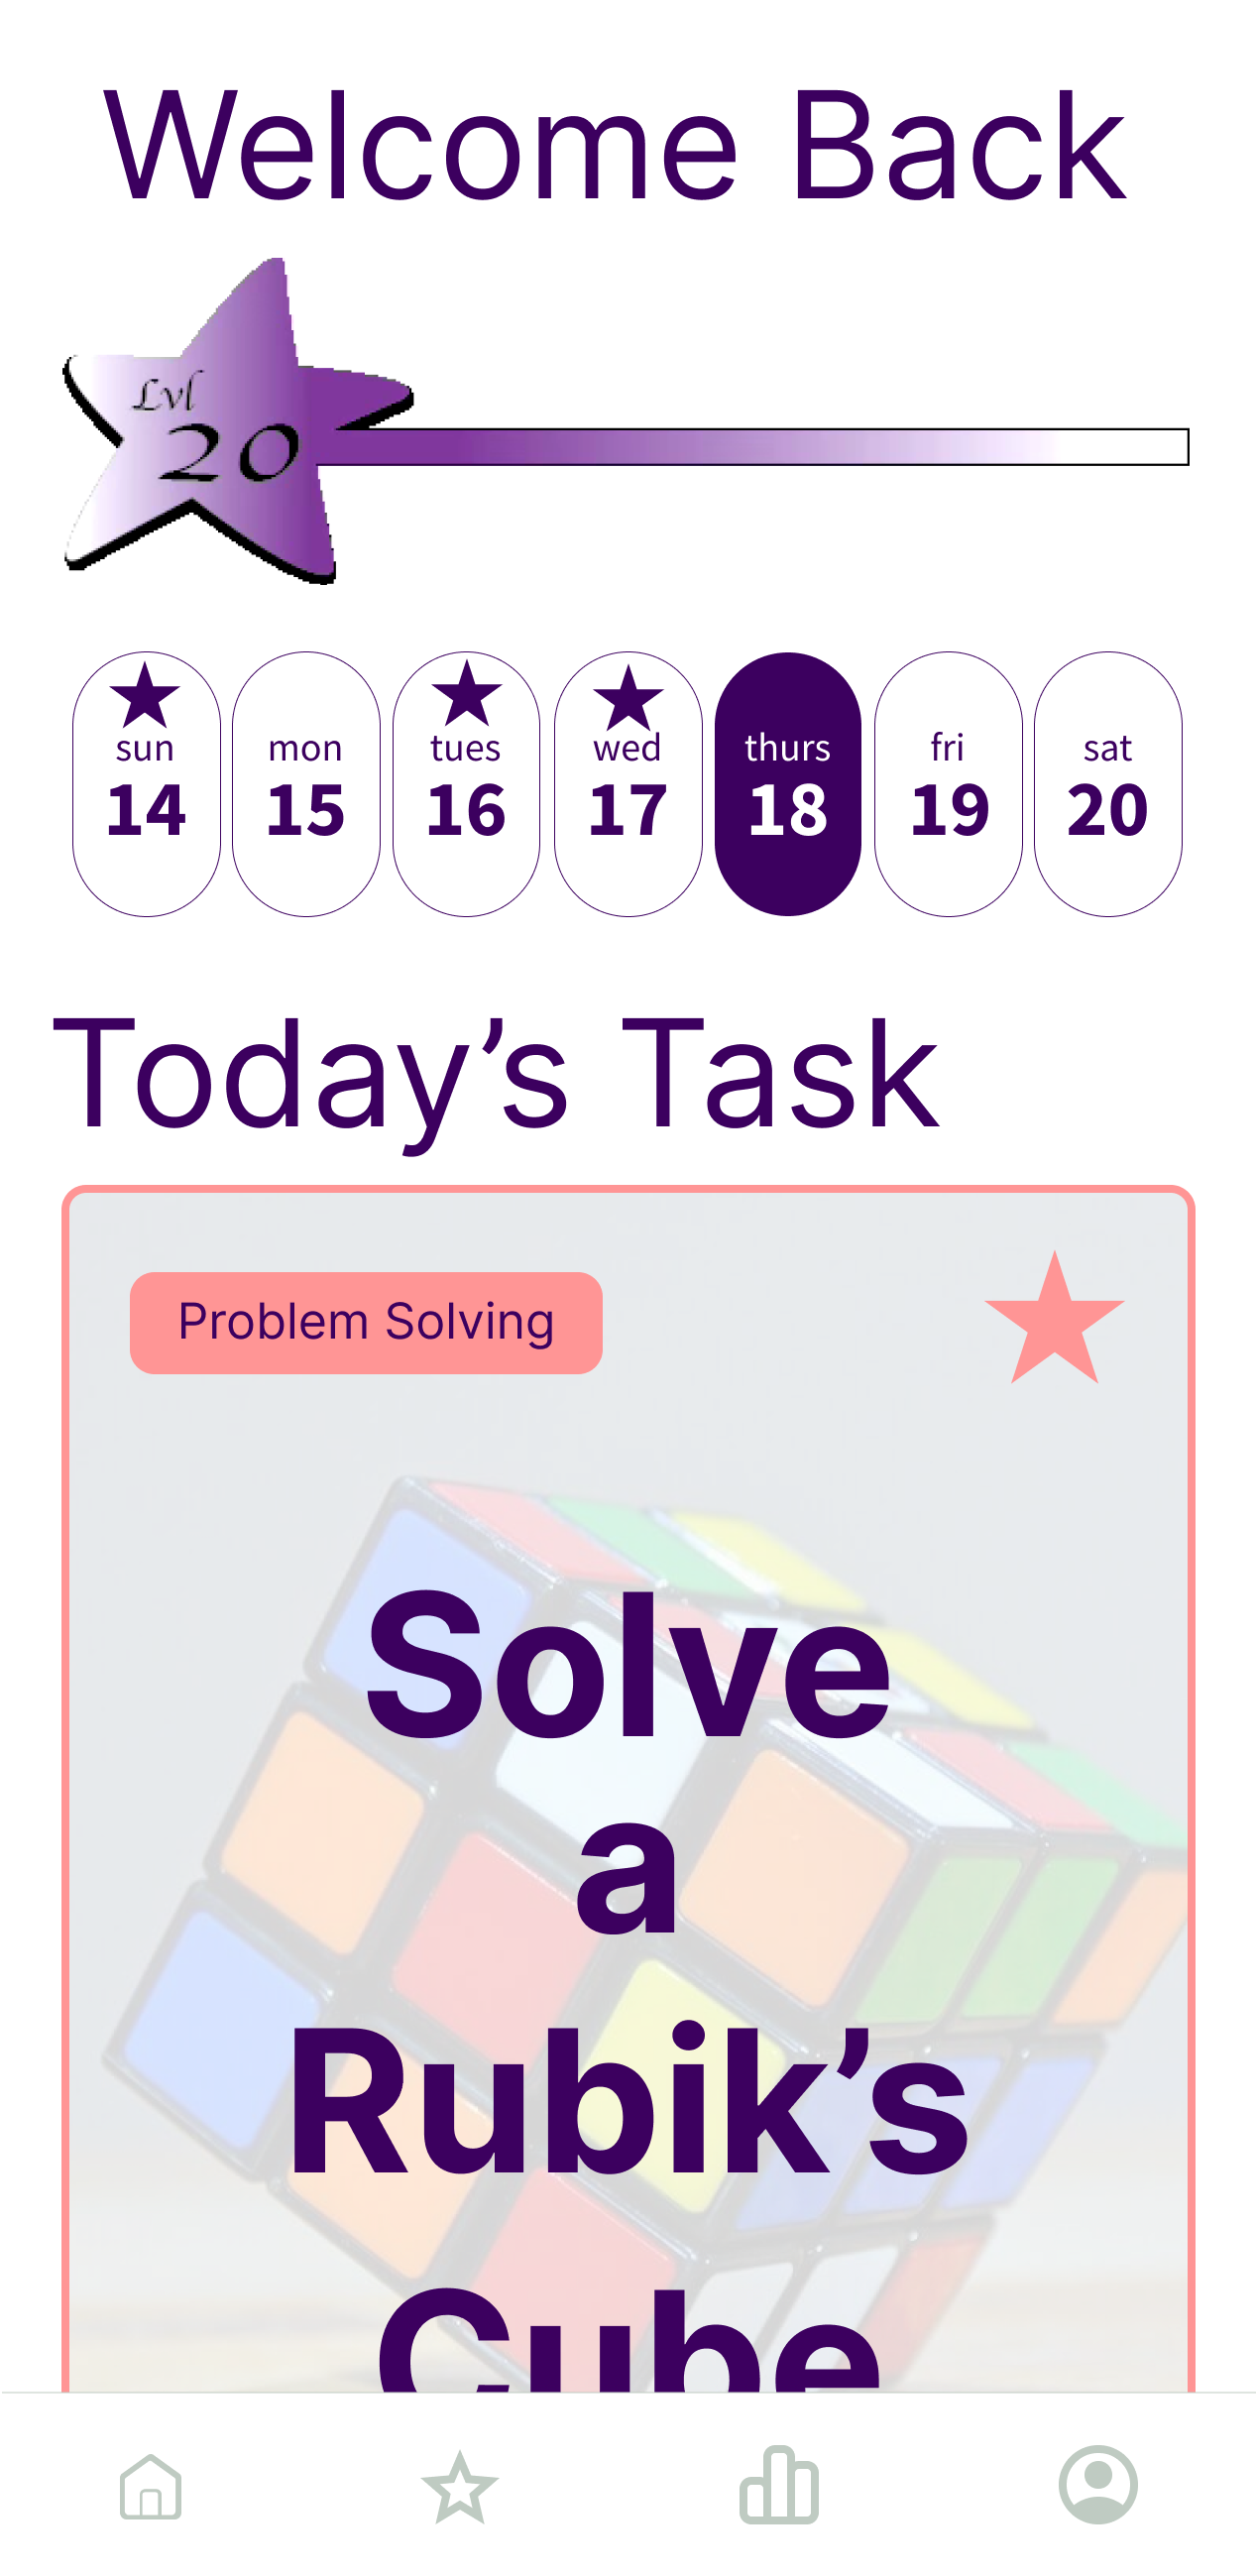 Welcome Back
Lvl
20
sun mon tues wed thurs fri sat
14 15 16 17 18 19 20
Today’s Task
Problem Solving
Solve
a
Rubik’s
Cube